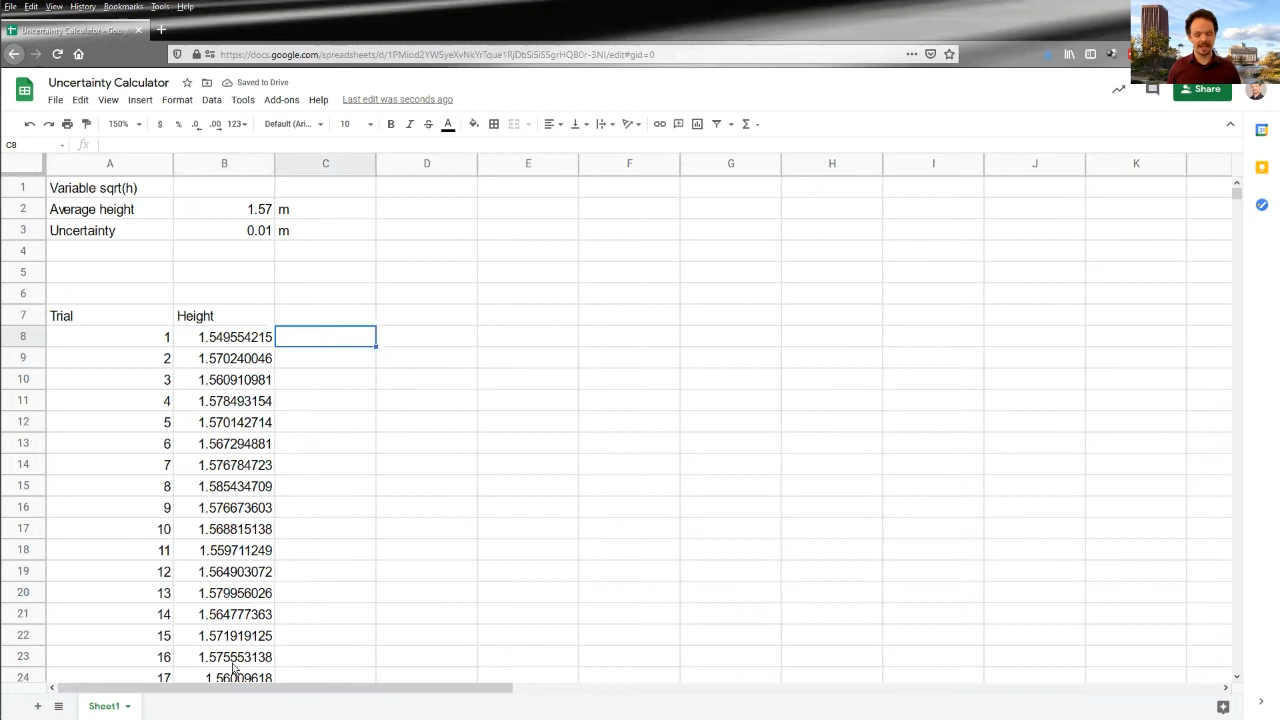 File Edit View History Bookmarks Tools Help
Uncertainty Calculator - Googl
Uncertainty Calculator
Saved to Drive
File Edit View Insert Format Data Tools Add-ons Help Last edit was seconds ago
Share
150% $ % .0 .00 123 Default (Ari... 10 B I S A
C8 fx
A B C D E F G H I J K
1 Variable sqrt(h)
2 Average height 1.57 m
3 Uncertainty 0.01 m
4
5
6
7 Trial Height
8 1 1.549554215
9 2 1.570240046
10 3 1.560910981
11 4 1.578493154
12 5 1.570142714
13 6 1.567294881
14 7 1.576784723
15 8 1.585434709
16 9 1.576673603
17 10 1.568815138
18 11 1.559711249
19 12 1.564903072
20 13 1.579956026
21 14 1.564777363
22 15 1.571919125
23 16 1.575553138
24 17 1.56009618
Sheet1